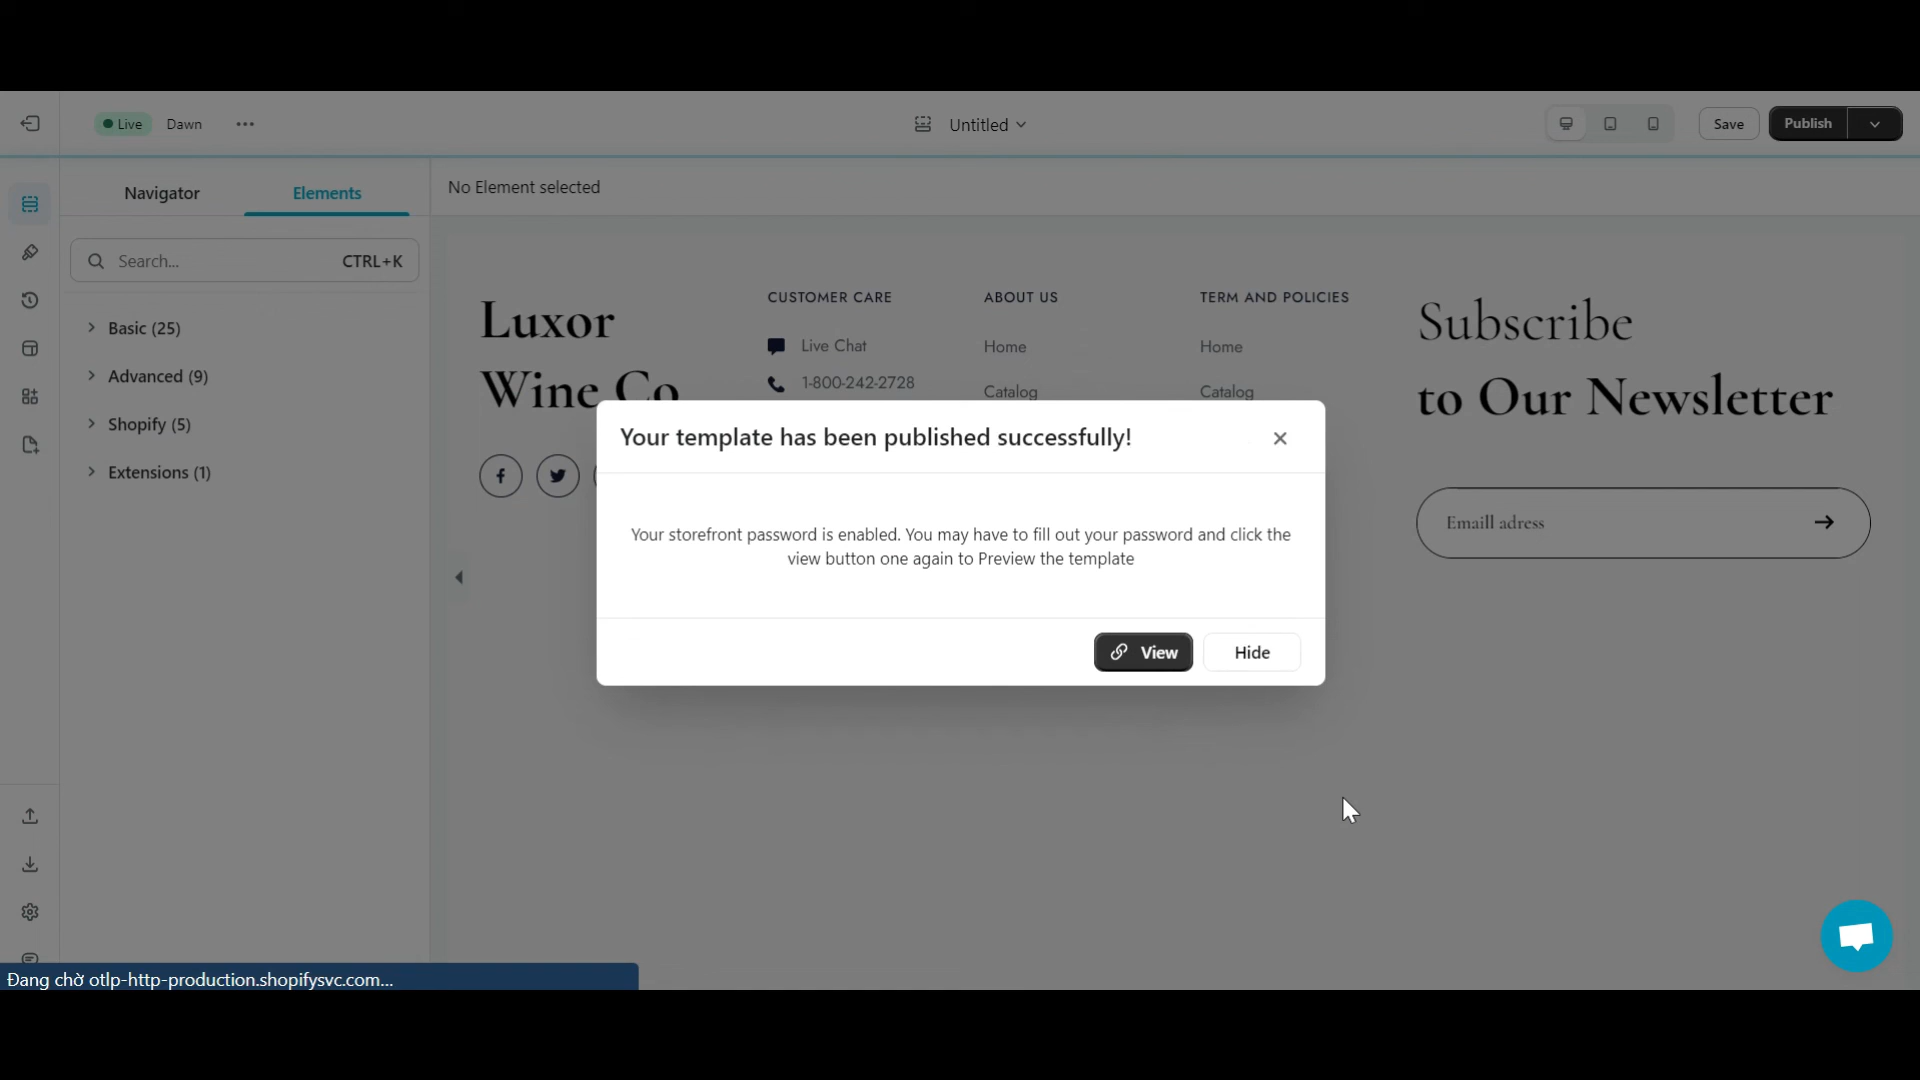 Live
Dawn
Untitled
Save
Publish
Navigator
Elements
No Element selected
Search...
CTRL+K
Basic (25)
Advanced (9)
Shopify (5)
Extensions (1)
Luxor
Wine Co
CUSTOMER CARE
Live Chat
1-800-242-2728
ABOUT US
Home
Catalog
TERM AND POLICIES
Home
Catalog
Subscribe
to Our Newsletter
Emaill adress
Your template has been published successfully!
Your storefront password is enabled. You may have to fill out your password and click the
view button one again to Preview the template
View
Hide
Đang chờ otlp-http-production.shopifysvc.com...